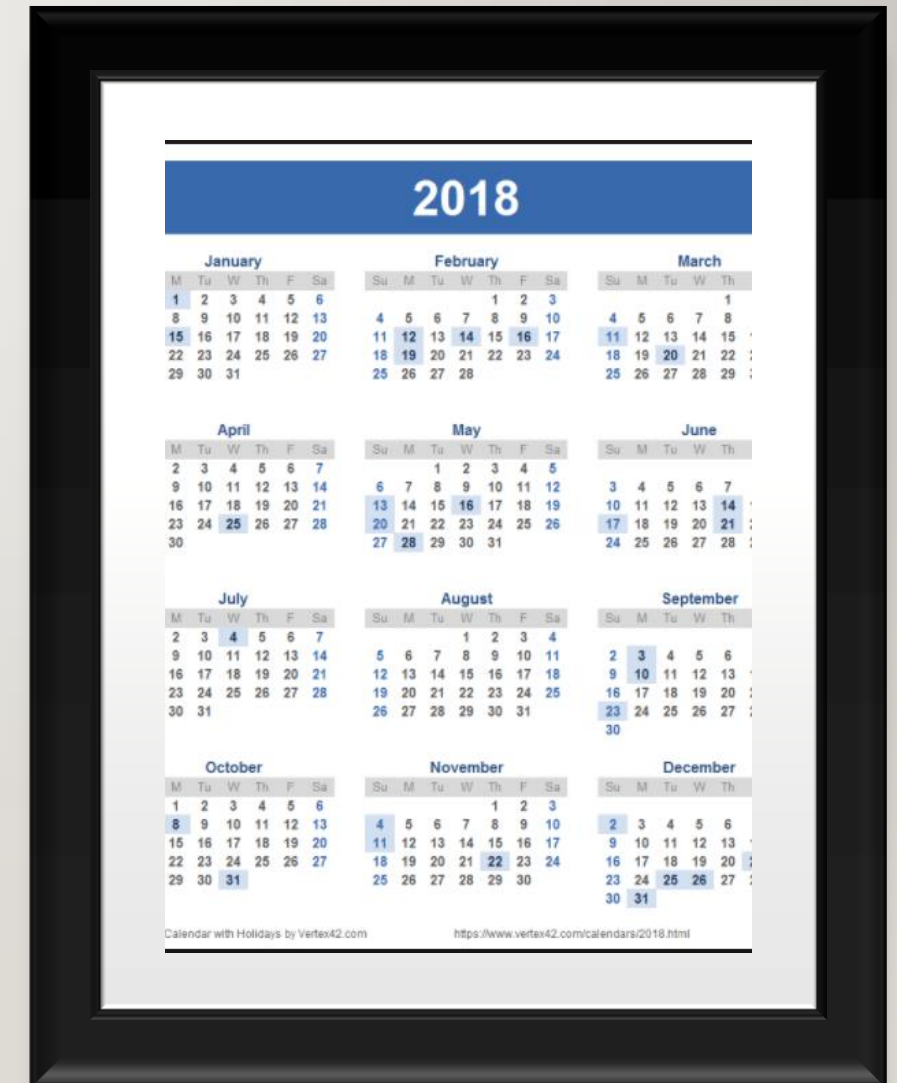 2018
January
M Tu W Th F Sa
1 2 3 4 5 6
8 9 10 11 12 13
15 16 17 18 19 20
22 23 24 25 26 27
29 30 31
February
Su M Tu W Th F Sa
1 2 3
4 5 6 7 8 9 10
11 12 13 14 15 16 17
18 19 20 21 22 23 24
25 26 27 28
March
Su M Tu W Th
1
4 5 6 7 8
11 12 13 14 15
18 19 20 21 22
25 26 27 28 29
April
M Tu W Th F Sa
2 3 4 5 6 7
9 10 11 12 13 14
16 17 18 19 20 21
23 24 25 26 27 28
30
May
Su M Tu W Th F Sa
1 2 3 4 5
6 7 8 9 10 11 12
13 14 15 16 17 18 19
20 21 22 23 24 25 26
27 28 29 30 31
June
Su M Tu W Th
3 4 5 6 7
10 11 12 13 14
17 18 19 20 21
24 25 26 27 28
July
M Tu W Th F Sa
2 3 4 5 6 7
9 10 11 12 13 14
16 17 18 19 20 21
23 24 25 26 27 28
30 31
August
Su M Tu W Th F Sa
1 2 3 4
5 6 7 8 9 10 11
12 13 14 15 16 17 18
19 20 21 22 23 24 25
26 27 28 29 30 31
September
Su M Tu W Th
2 3 4 5 6
9 10 11 12 13
16 17 18 19 20
23 24 25 26 27
30
October
M Tu W Th F Sa
1 2 3 4 5 6
8 9 10 11 12 13
15 16 17 18 19 20
22 23 24 25 26 27
29 30 31
November
Su M Tu W Th F Sa
1 2 3
4 5 6 7 8 9 10
11 12 13 14 15 16 17
18 19 20 21 22 23 24
25 26 27 28 29 30
December
Su M Tu W Th
2 3 4 5 6
9 10 11 12 13
16 17 18 19 20
23 24 25 26 27
30 31
Calendar with Holidays by Vertex42.com
https://www.vertex42.com/calendars/2018.html